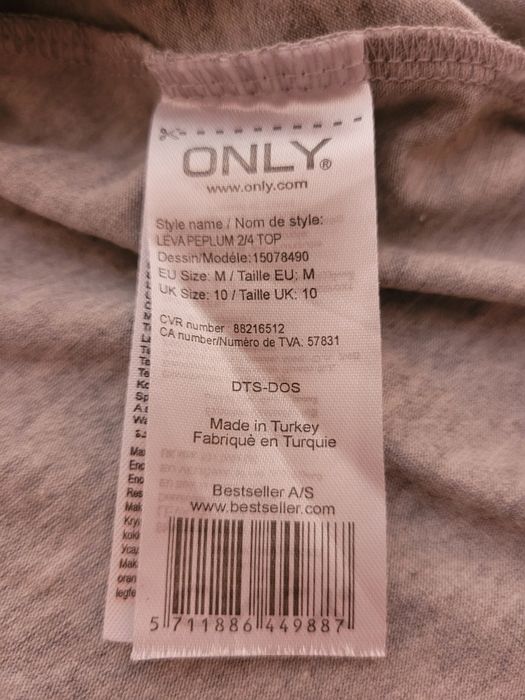 ONLY®
www.only.com
Style name / Nom de style:
LEVA PEPLUM 2/4 TOP
Dessin/Modéle:15078490
EU Size: M / Taille EU: M
UK Size: 10 / Taille UK: 10
CVR number 88216512
CA number/Numéro de TVA: 57831
DTS-DOS
Made in Turkey
Fabriquè en Turquie
Bestseller A/S
www.bestseller.com
5 711886 449887